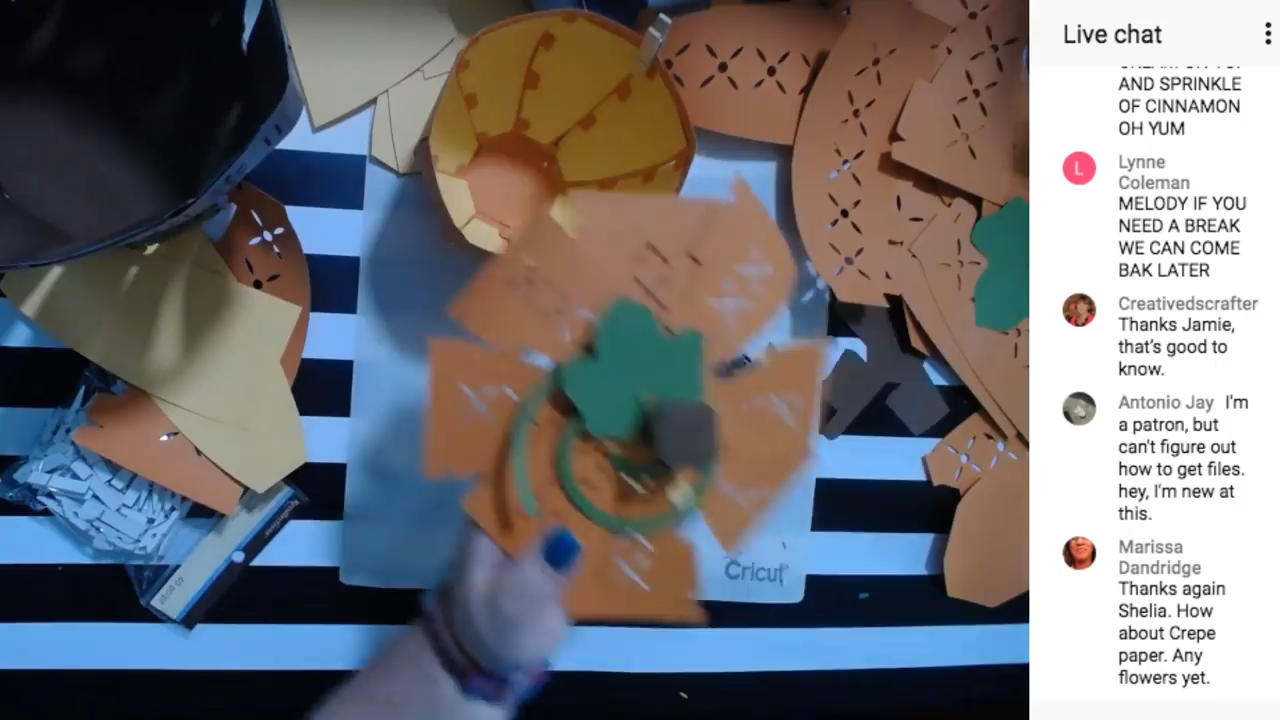 Live chat
AND SPRINKLE
OF CINNAMON
OH YUM
Lynne
Coleman
MELODY IF YOU
NEED A BREAK
WE CAN COME
BAK LATER
Creativedscrafter
Thanks Jamie,
that's good to
know.
Antonio Jay I'm
a patron, but
can't figure out
how to get files.
hey, I'm new at
this.
Marissa
Dandridge
Thanks again
Shelia. How
about Crepe
paper. Any
flowers yet.
L
Cricut